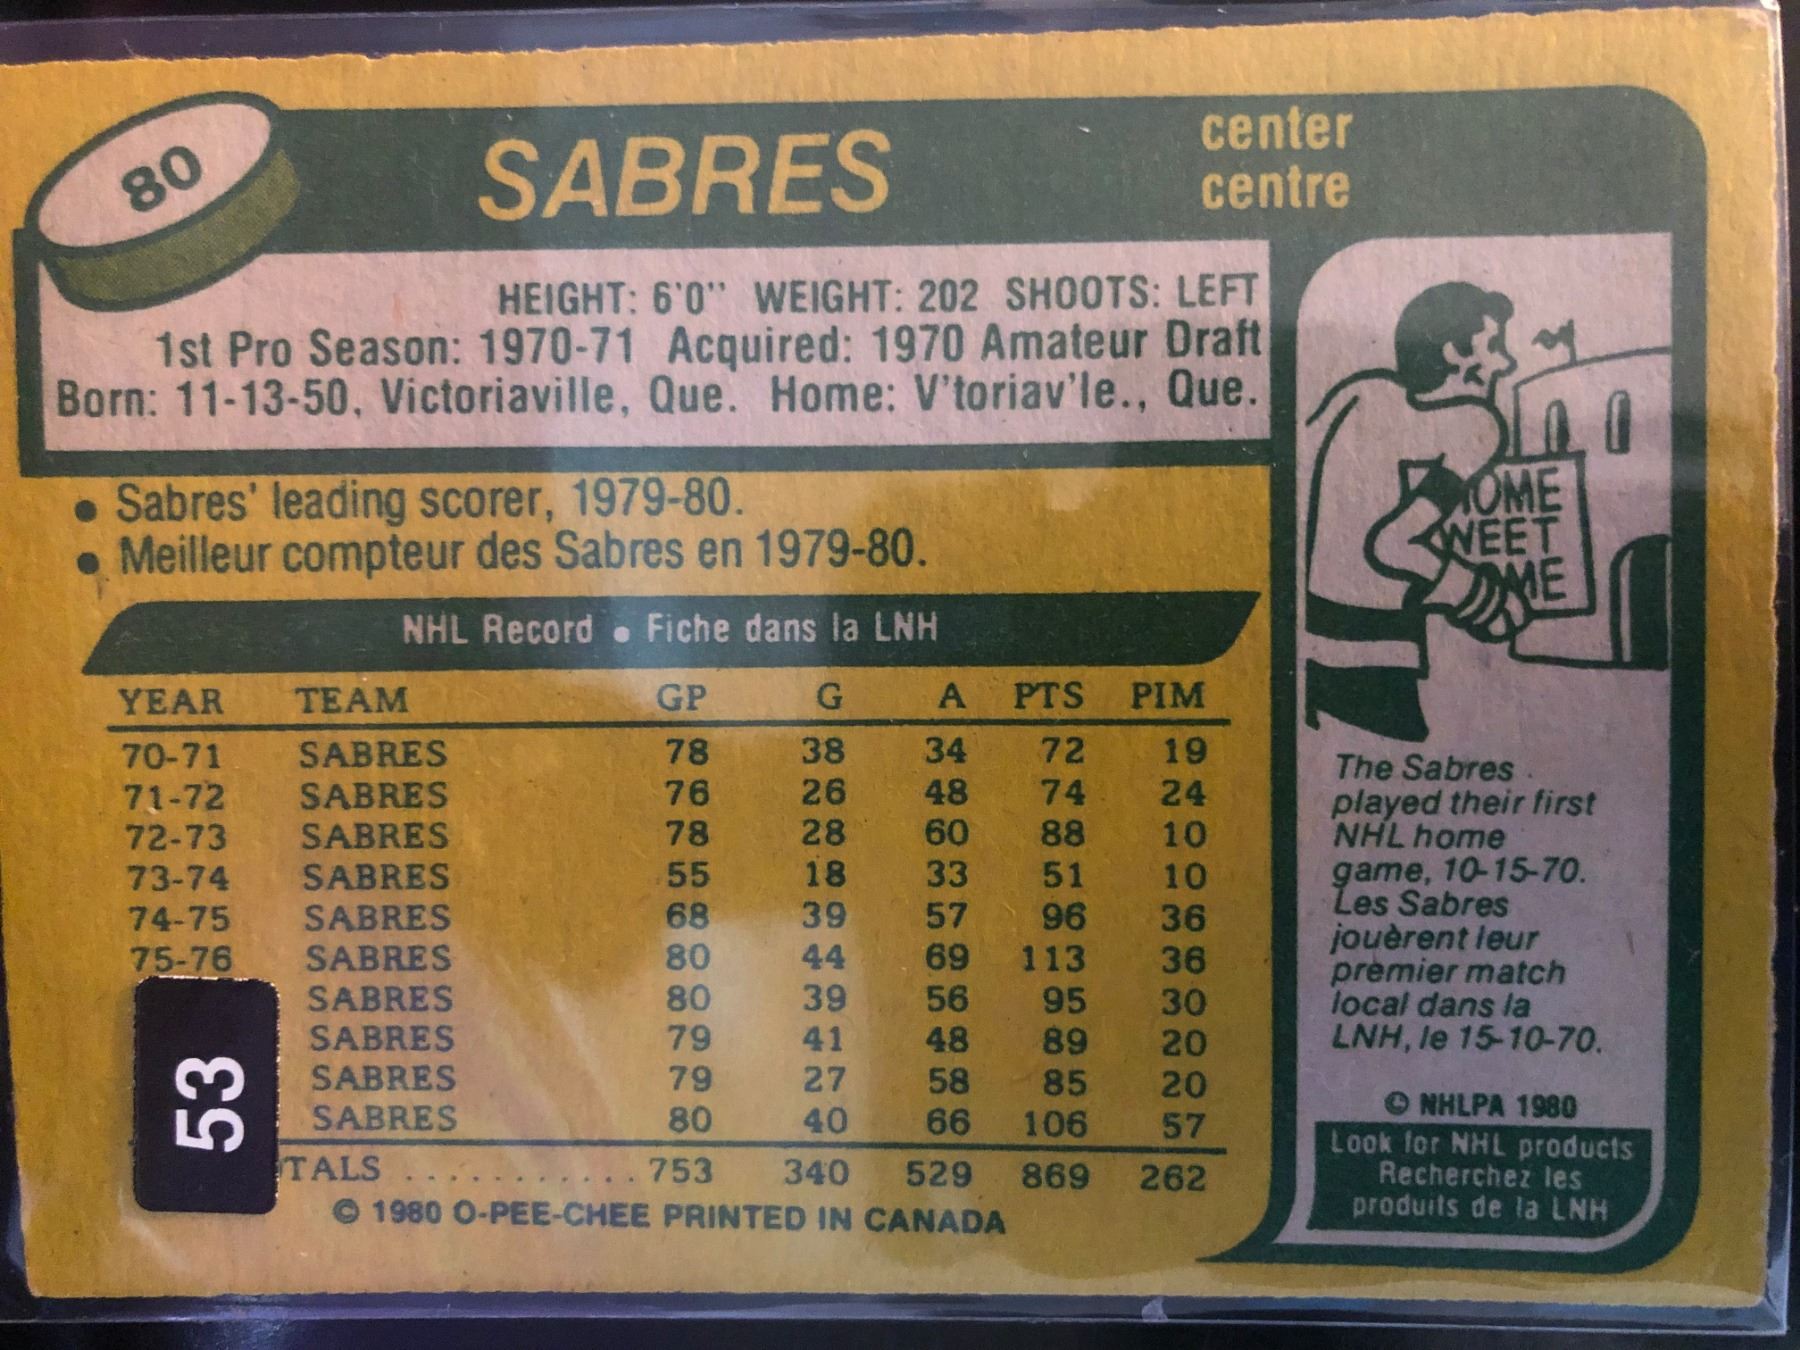 80
SABRES
center
centre
HEIGHT: 6'0" WEIGHT: 202 SHOOTS: LEFT
1st Pro Season: 1970-71 Acquired: 1970 Amateur Draft
Born: 11-13-50, Victoriaville, Que. Home: V'toriav'le., Que.
• Sabres' leading scorer, 1979-80.
• Meilleur compteur des Sabres en 1979-80.
NHL Record • Fiche dans la LNH
YEAR TEAM GP G A PTS PIM
70-71 SABRES 78 38 34 72 19
71-72 SABRES 76 26 48 74 24
72-73 SABRES 78 28 60 88 10
73-74 SABRES 55 18 33 51 10
74-75 SABRES 68 39 57 96 36
75-76 SABRES 80 44 69 113 36
SABRES 80 39 56 95 30
SABRES 79 41 48 89 20
SABRES 79 27 58 85 20
SABRES 80 40 66 106 57
TALS ............ 753 340 529 869 262
© 1980 O-PEE-CHEE PRINTED IN CANADA
53
OME
WEET
OME
The Sabres
played their first
NHL home
game, 10-15-70.
Les Sabres
jouèrent leur
premier match
local dans la
LNH, le 15-10-70.
© NHLPA 1980
Look for NHL products
Recherchez les
produits de la LNH